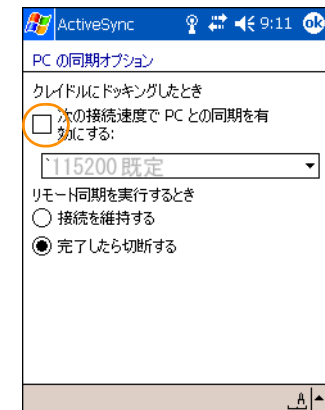 ActiveSync 9:11 ok
PC の同期オプション
クレイドルにドッキングしたとき
次の接続速度で PC との同期を有
効にする:
`115200 既定
リモート同期を実行するとき
接続を維持する
完了したら切断する
A